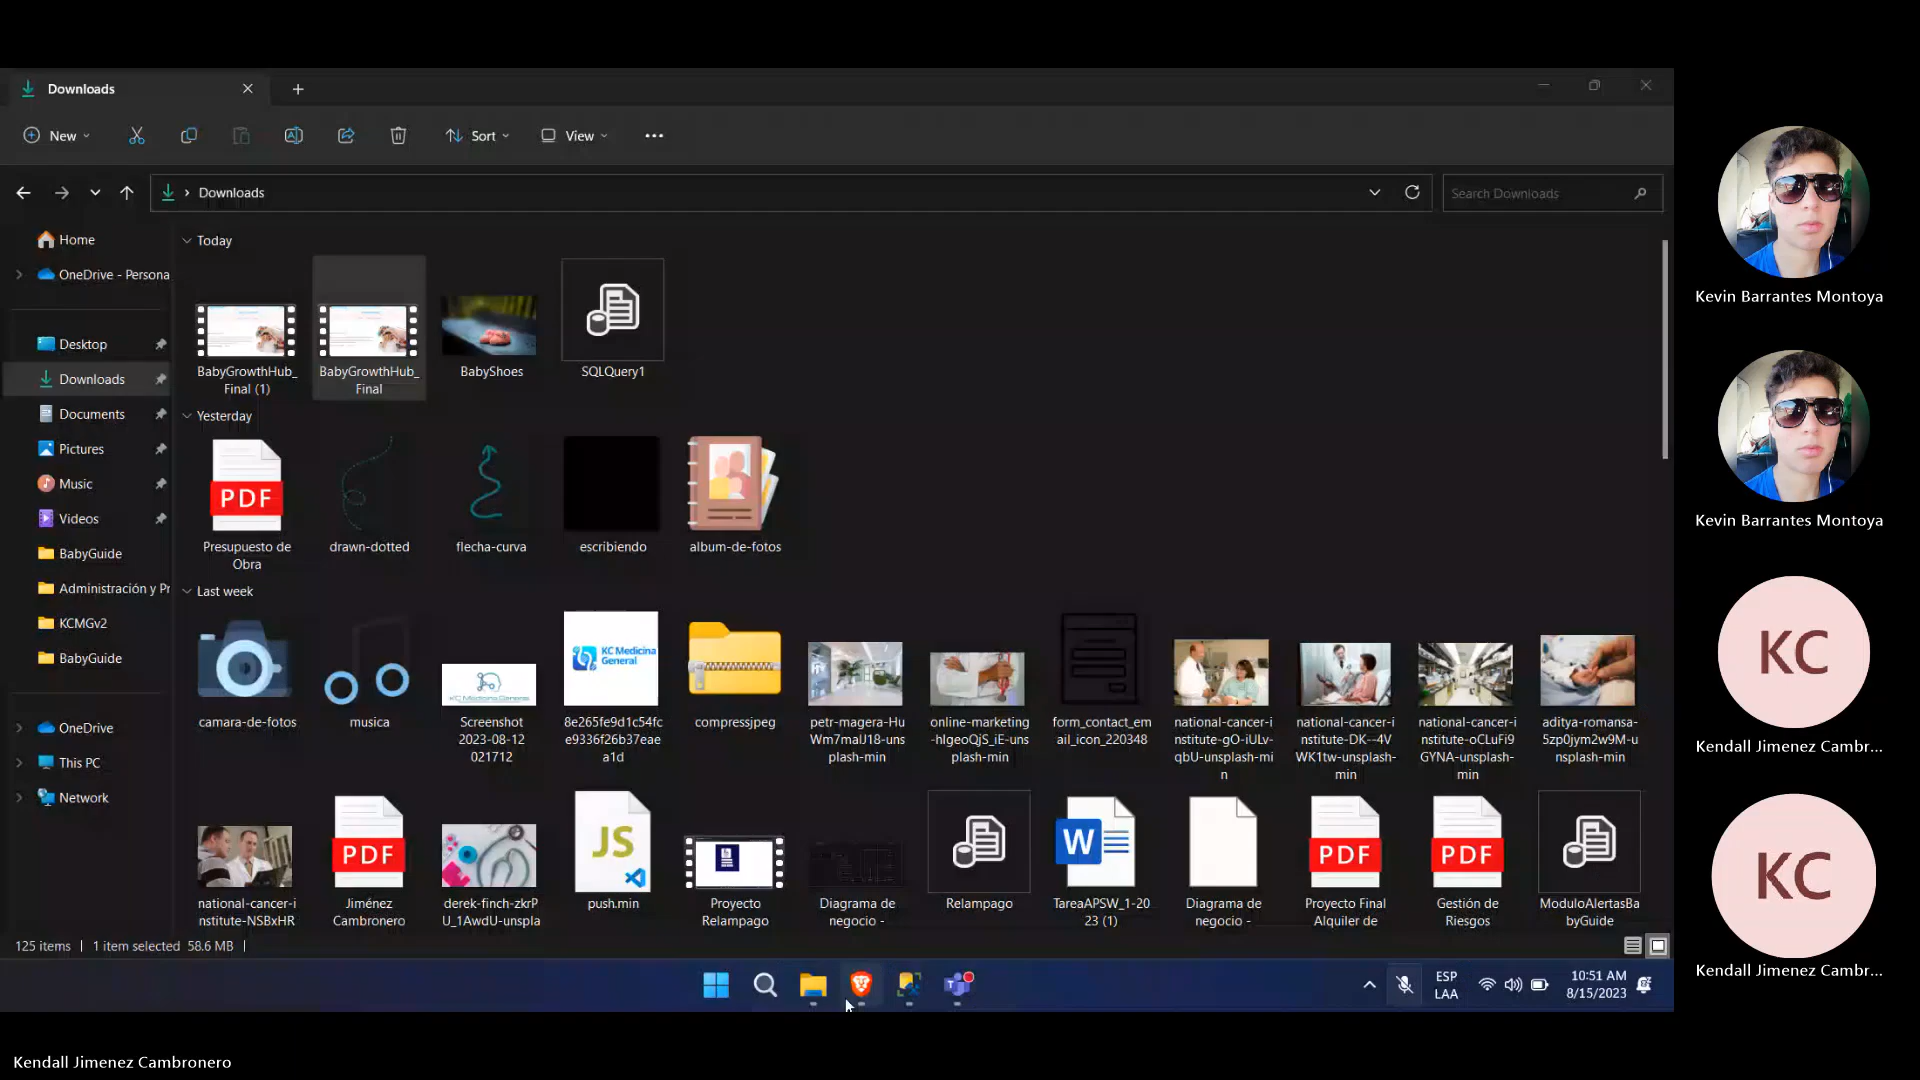 Downloads
New
Sort
View
Downloads
Search Downloads
Home
OneDrive - Persona
Desktop
Downloads
Documents
Pictures
Music
Videos
BabyGuide
Administración y Pr
KCMGv2
BabyGuide
OneDrive
This PC
Network
Today
BabyGrowthHub_
Final (1)
BabyGrowthHub_
Final
BabyShoes
SQLQuery1
Yesterday
PDF
Presupuesto de
Obra
drawn-dotted
flecha-curva
escribiendo
album-de-fotos
Last week
camara-de-fotos
musica
Screenshot
2023-08-12
021712
KC Medicina
General
8e265fe9d1c54fc
e9336f26b37eae
a1d
compressjpeg
petr-magera-Hu
Wm7malJ18-uns
plash-min
online-marketing
-hIgeoQjS_iE-uns
plash-min
form_contact_em
ail_icon_220348
national-cancer-i
nstitute-gO-iULv-
qbU-unsplash-mi
n
national-cancer-i
nstitute-DK--4V
WK1tw-unsplash-
min
national-cancer-i
nstitute-oCLuFi9
GYNA-unsplash-
min
aditya-romansa-
5zp0jym2w9M-u
nsplash-min
national-cancer-i
nstitute-NSBxHR
PDF
Jiménez
Cambronero
derek-finch-zkrP
U_1AwdU-unspla
JS
push.min
Proyecto
Relampago
Diagrama de
negocio -
Relampago
W
TareaAPSW_1-20
23 (1)
Diagrama de
negocio -
PDF
Proyecto Final
Alquiler de
PDF
Gestión de
Riesgos
ModuloAlertasBa
byGuide
125 items
1 item selected 58.6 MB
ESP
LAA
10:51 AM
8/15/2023
Kevin Barrantes Montoya
Kevin Barrantes Montoya
KC
Kendall Jimenez Cambr...
KC
Kendall Jimenez Cambr...
Kendall Jimenez Cambronero